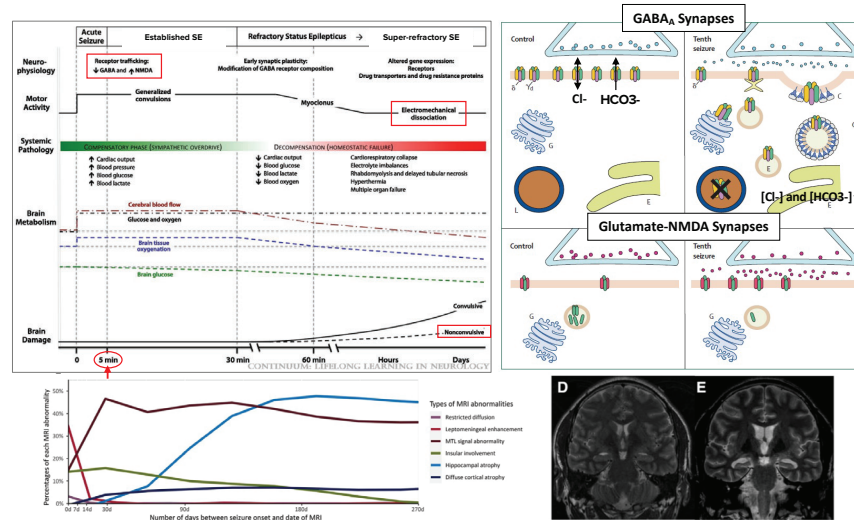 Acute
Seizure
Established SE
Refractory Status Epilepticus → Super-refractory SE
Neuro-
physiology
Receptor trafficking:
↓ GABA and ↑ NMDA
Early synaptic plasticity:
Modification of GABA receptor composition
Altered gene expression:
Receptors
Drug transporters and drug resistance proteins
Motor
Activity
Generalized
convulsions
Myoclonus
Electromechanical
dissociation
Systemic
Pathology
COMPENSATORY PHASE (SYMPATHETIC OVERDRIVE)
DECOMPENSATION (HOMEOSTATIC FAILURE)
↑ Cardiac output
↑ Blood pressure
↑ Blood glucose
↑ Blood lactate
↓ Cardiac output
↓ Blood glucose
↓ Blood lactate
↓ Blood oxygen
Cardiorespiratory collapse
Electrolyte imbalances
Rhabdomyolysis and delayed tubular necrosis
Hyperthermia
Multiple organ failure
Brain
Metabolism
Cerebral blood flow
Glucose and oxygen
Brain tissue
oxygenation
Brain glucose
Convulsive
Nonconvulsive
Brain
Damage
5 min
30 min
60 min
Hours
Days
CONTINUUM: LIFELONG LEARNING IN NEUROLOGY
GABAA Synapses
Control
Tenth
seizure
δ
γd
Cl-
HCO3-
G
L
E
δ
C
E
G
L
E
[Cl-] and [HCO3-]
Glutamate-NMDA Synapses
Control
Tenth
seizure
G
G
Percentages of each MRI abnormality
50%
40%
30%
20%
10%
0%
0d 7d 14d 30d 90d 180d 270d
Number of days between seizure onset and date of MRI
Types of MRI abnormalities
Restricted diffusion
Leptomeningeal enhancement
MTL signal abnormality
Insular involvement
Hippocampal atrophy
Diffuse cortical atrophy
D
E